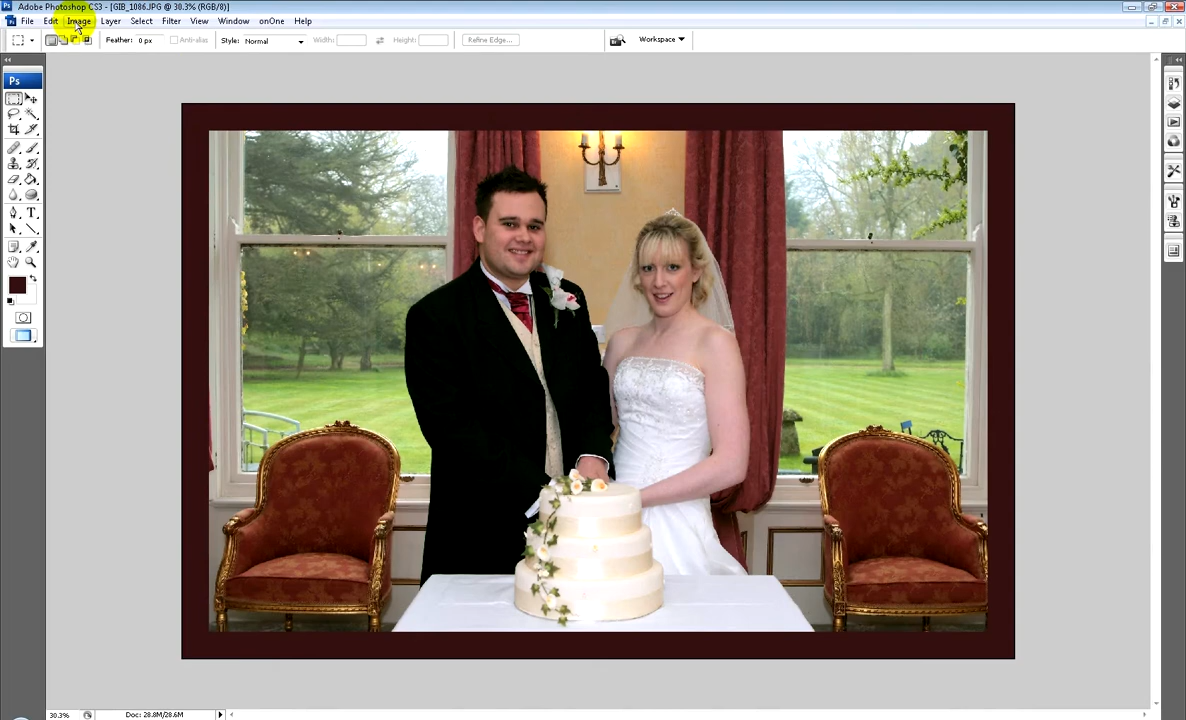 Adobe Photoshop CS3 - [GIB_1086.JPG @ 30.3% (RGB/8)]
File Edit Image Layer Select Filter View Window onOne Help
Feather: 0 px Anti-alias Style: Normal Width: Height: Refine Edge... Workspace
Ps
T
30.3% Doc: 28.8M/28.6M